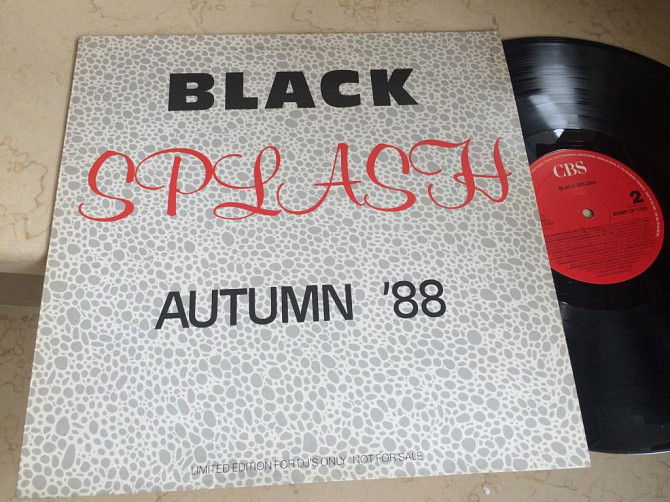 BLACK
SPLASH
AUTUMN '88
LIMITED EDITION FOR DJ'S ONLY NOT FOR SALE
CBS
BLACK SPLASH
2